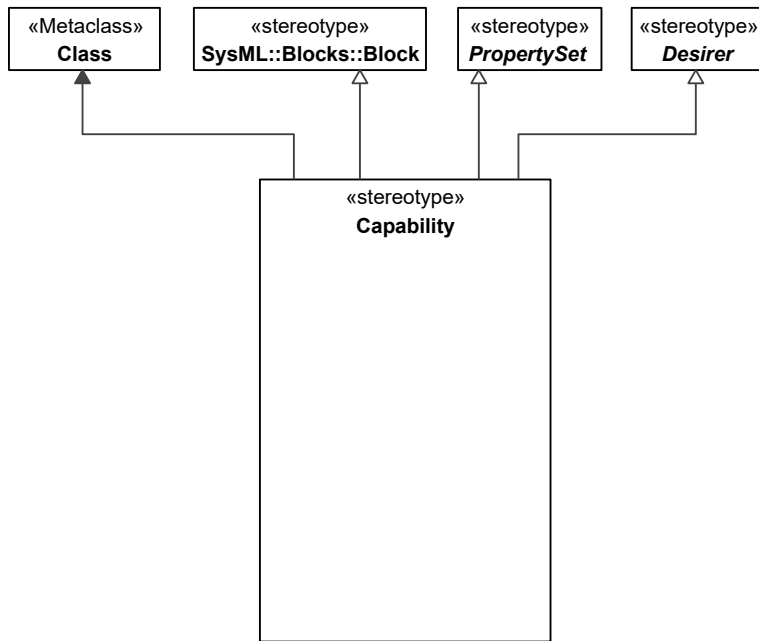 «Metaclass»
Class
«stereotype»
SysML::Blocks::Block
«stereotype»
PropertySet
«stereotype»
Desirer
«stereotype»
Capability